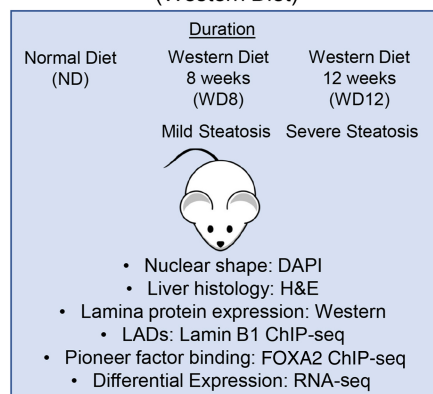 (Western Diet)
Duration
Normal Diet Western Diet Western Diet
(ND) 8 weeks 12 weeks
(WD8) (WD12)
Mild Steatosis Severe Steatosis
• Nuclear shape: DAPI
• Liver histology: H&E
• Lamina protein expression: Western
• LADs: Lamin B1 ChIP-seq
• Pioneer factor binding: FOXA2 ChIP-seq
• Differential Expression: RNA-seq